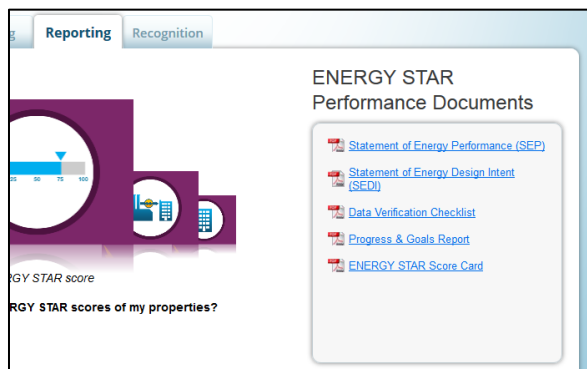 g
Reporting
Recognition
ENERGY STAR
Performance Documents
Statement of Energy Performance (SEP)
Statement of Energy Design Intent
(SEDI)
Data Verification Checklist
Progress & Goals Report
ENERGY STAR Score Card
25 50 75 100
RGY STAR score
RGY STAR scores of my properties?